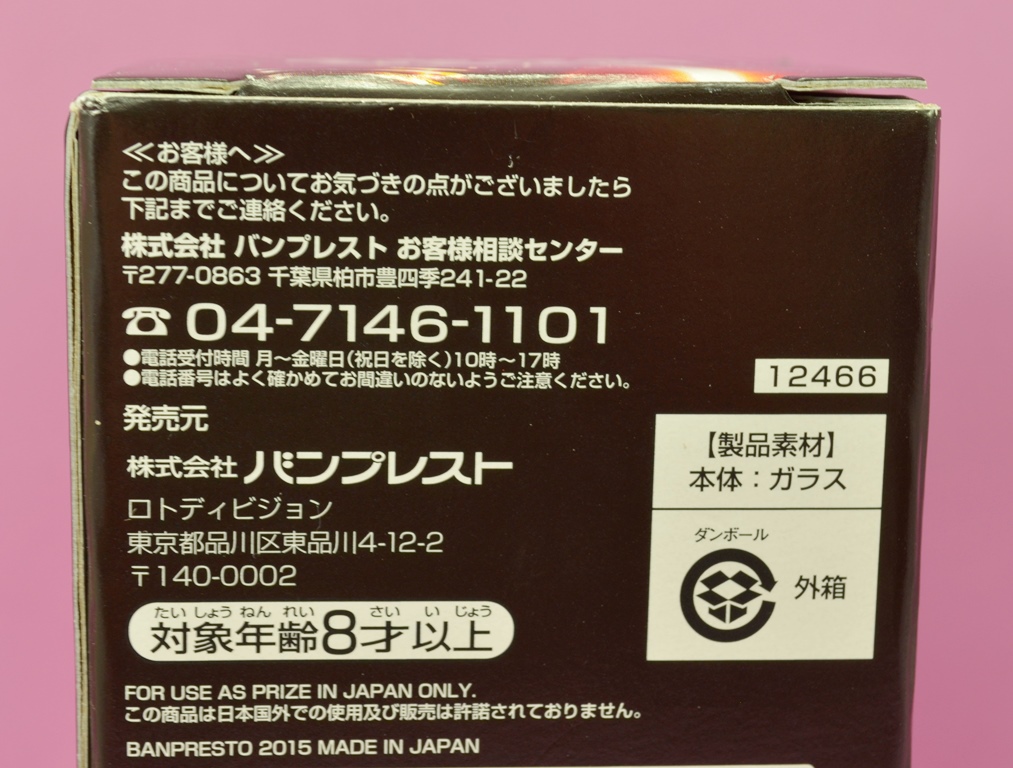 ≪お客様へ≫
この商品についてお気づきの点がございましたら
下記までご連絡ください。
株式会社 バンプレスト お客様相談センター
〒277-0863 千葉県柏市豊四季241-22
☎04-7146-1101
●電話受付時間 月～金曜日(祝日を除く)10時～17時
●電話番号はよく確かめてお間違いのないようご注意ください。
12466
発売元
株式会社 バンプレスト
ロトディビジョン
東京都品川区東品川4-12-2
〒140-0002
たい しょう ねん れい さい い じょう
対象年齢8才以上
【製品素材】
本体：ガラス
ダンボール
外箱
FOR USE AS PRIZE IN JAPAN ONLY.
この商品は日本国外での使用及び販売は許諾されておりません。
BANPRESTO 2015 MADE IN JAPAN